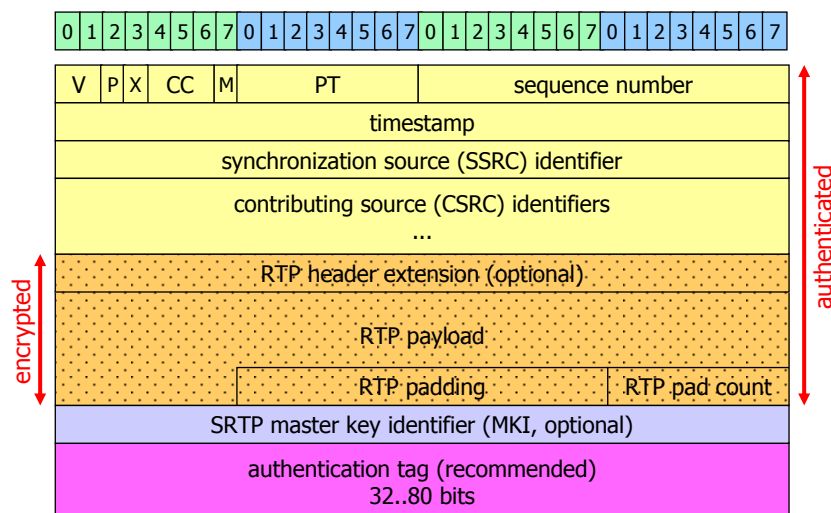 0 1 2 3 4 5 6 7 0 1 2 3 4 5 6 7 0 1 2 3 4 5 6 7 0 1 2 3 4 5 6 7
V P X CC M PT sequence number
timestamp
synchronization source (SSRC) identifier
contributing source (CSRC) identifiers
...
RTP header extension (optional)
RTP payload
RTP padding RTP pad count
SRTP master key identifier (MKI, optional)
authentication tag (recommended)
32..80 bits
encrypted
authenticated